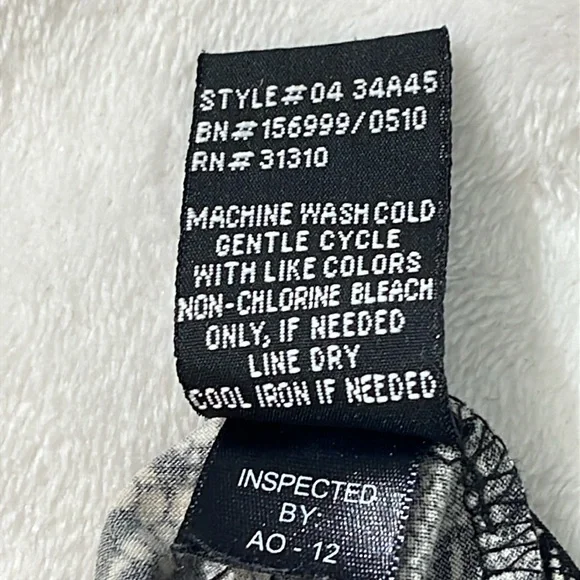 STYLE# 04 34A45
BN# 156999/0510
RN# 31310
MACHINE WASH COLD
GENTLE CYCLE
WITH LIKE COLORS
NON-CHLORINE BLEACH
ONLY, IF NEEDED
LINE DRY
COOL IRON IF NEEDED
INSPECTED
BY
AO - 12